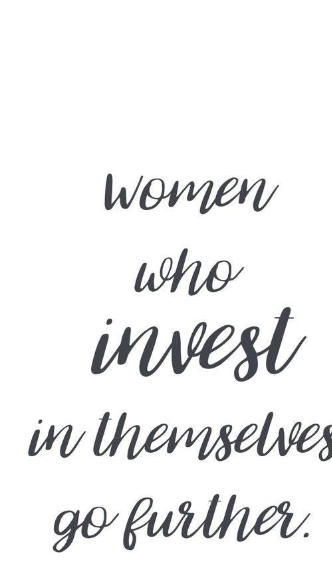 Women
who
invest
in themselves
go further.